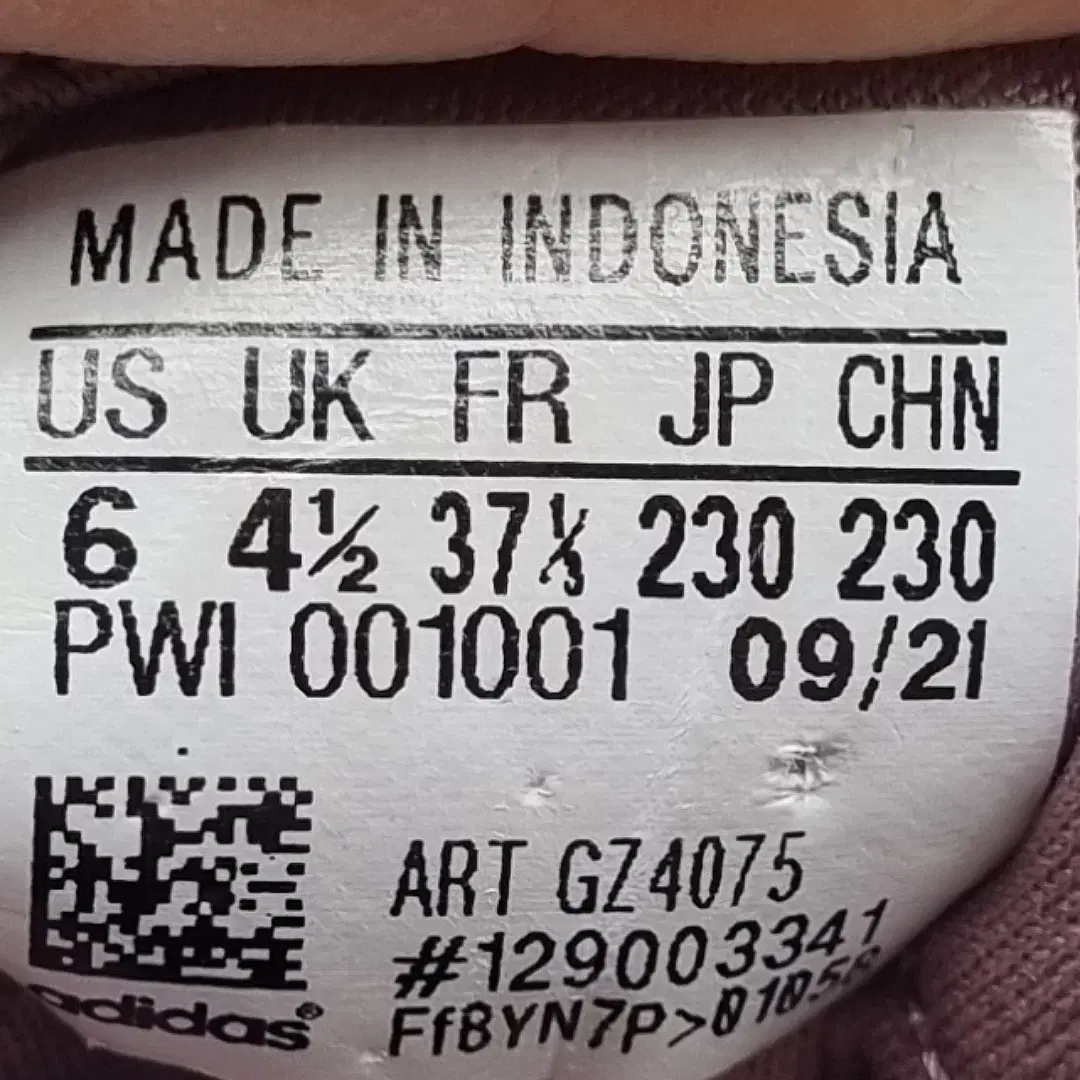 MADE IN INDONESIA
US UK FR JP CHN
6 4½ 37⅓ 230 230
PWI 001001 09/21
ART GZ4075
#129003341
adidas®